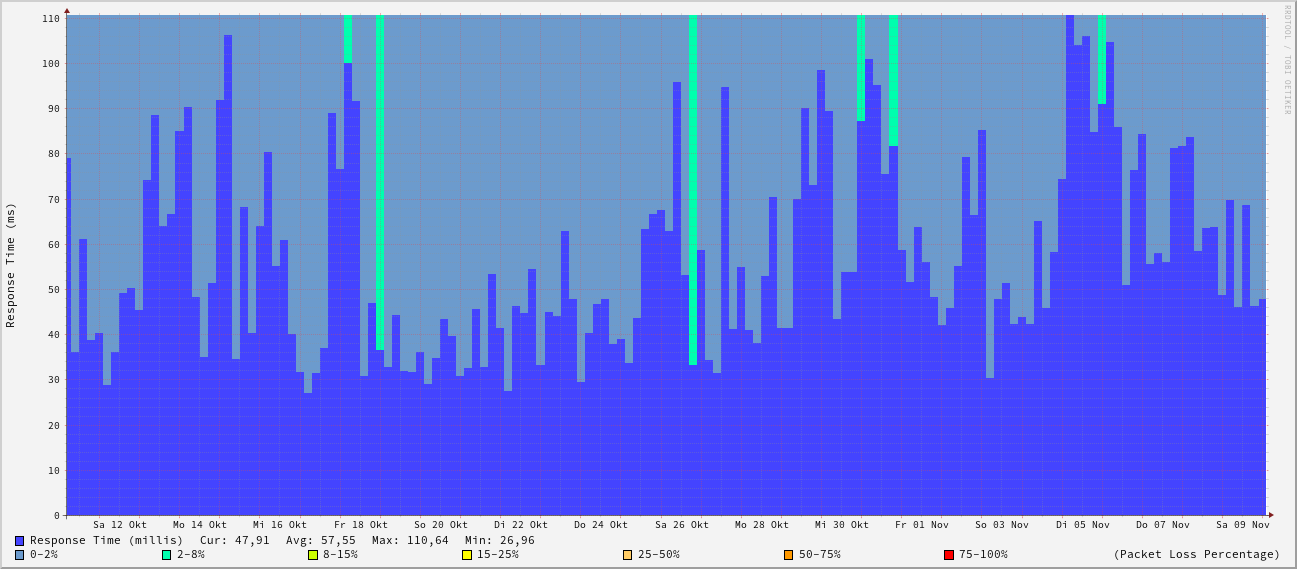 RRDTOOL / TOBI OETIKER
Response Time (ms)
110
100
90
80
70
60
50
40
30
20
10
0
Sa 12 Okt Mo 14 Okt Mi 16 Okt Fr 18 Okt So 20 Okt Di 22 Okt Do 24 Okt Sa 26 Okt Mo 28 Okt Mi 30 Okt Fr 01 Nov So 03 Nov Di 05 Nov Do 07 Nov Sa 09 Nov
Response Time (millis) Cur: 47,91 Avg: 57,55 Max: 110,64 Min: 26,96
0-2% 2-8% 8-15% 15-25% 25-50% 50-75% 75-100% (Packet Loss Percentage)